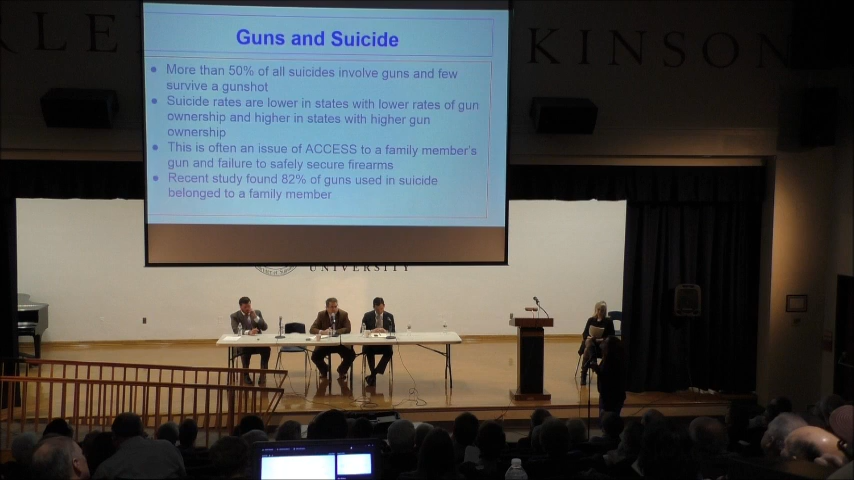 RLE
KINSON
Guns and Suicide
● More than 50% of all suicides involve guns and few
survive a gunshot
● Suicide rates are lower in states with lower rates of gun
ownership and higher in states with higher gun
ownership
● This is often an issue of ACCESS to a family member's
gun and failure to safely secure firearms
● Recent study found 82% of guns used in suicide
belonged to a family member
UNIVERSITY